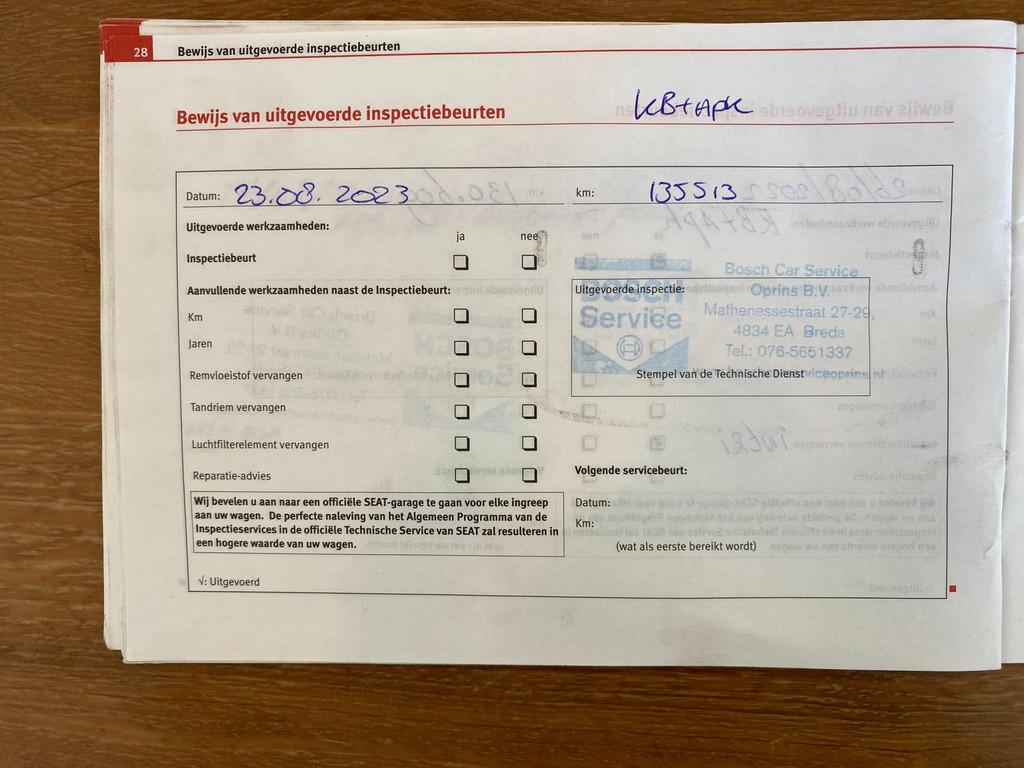 28 Bewijs van uitgevoerde inspectiebeurten
Bewijs van uitgevoerde inspectiebeurten
KB+APK
Datum: 23.08.2023 km: 135513
Uitgevoerde werkzaamheden:
ja nee
Inspectiebeurt
Aanvullende werkzaamheden naast de Inspectiebeurt:
Km
Jaren
Remvloeistof vervangen
Tandriem vervangen
Luchtfilterelement vervangen
Reparatie-advies
Uitgevoerde inspectie:
BOSCH
Service
Bosch Car Service
Oprins B.V.
Mathenessestraat 27-29,
4834 EA Breda
Tel.: 076-5651337
Stempel van de Technische Dienst
Volgende servicebeurt:
Datum:
Km:
(wat als eerste bereikt wordt)
Wij bevelen u aan naar een officiële SEAT-garage te gaan voor elke ingreep
aan uw wagen. De perfecte naleving van het Algemeen Programma van de
Inspectieservices in de officiële Technische Service van SEAT zal resulteren in
een hogere waarde van uw wagen.
√: Uitgevoerd